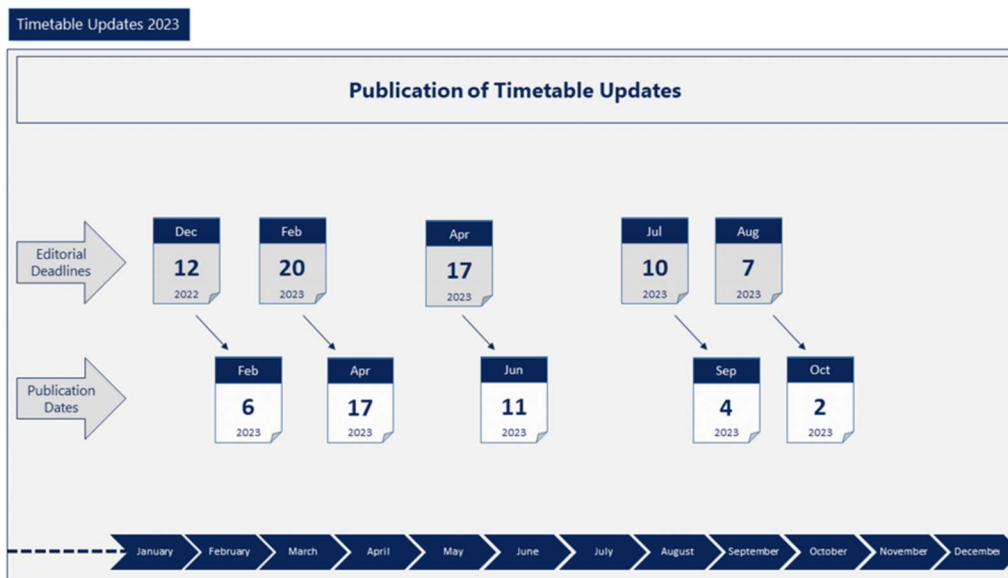 Timetable Updates 2023
Publication of Timetable Updates
Editorial
Deadlines
Dec
12
2022
Feb
20
2023
Apr
17
2023
Jul
10
2023
Aug
7
2023
Publication
Dates
Feb
6
2023
Apr
17
2023
Jun
11
2023
Sep
4
2023
Oct
2
2023
January
February
March
April
May
June
July
August
September
October
November
December